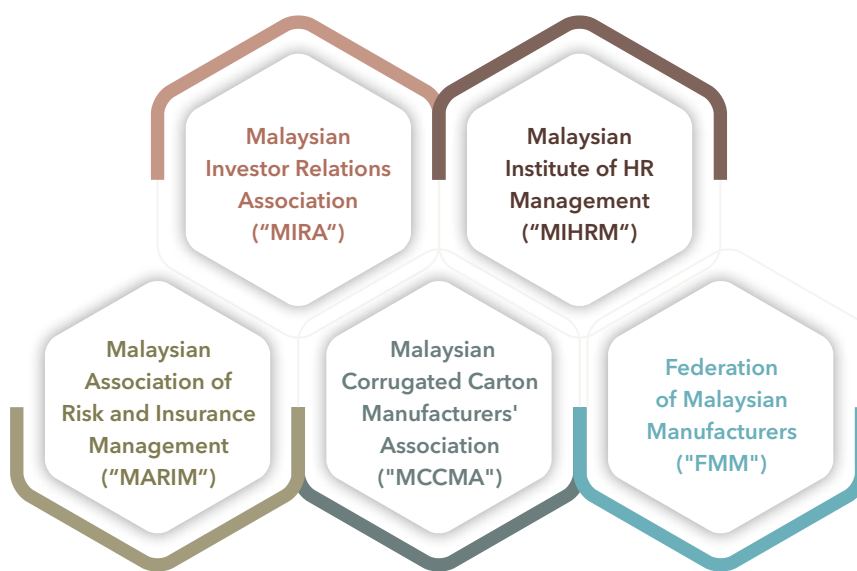 Malaysian
Investor Relations
Association
(“MIRA“)
Malaysian
Institute of HR
Management
(“MIHRM“)
Malaysian
Association of
Risk and Insurance
Management
(“MARIM“)
Malaysian
Corrugated Carton
Manufacturers'
Association
("MCCMA")
Federation
of Malaysian
Manufacturers
("FMM")